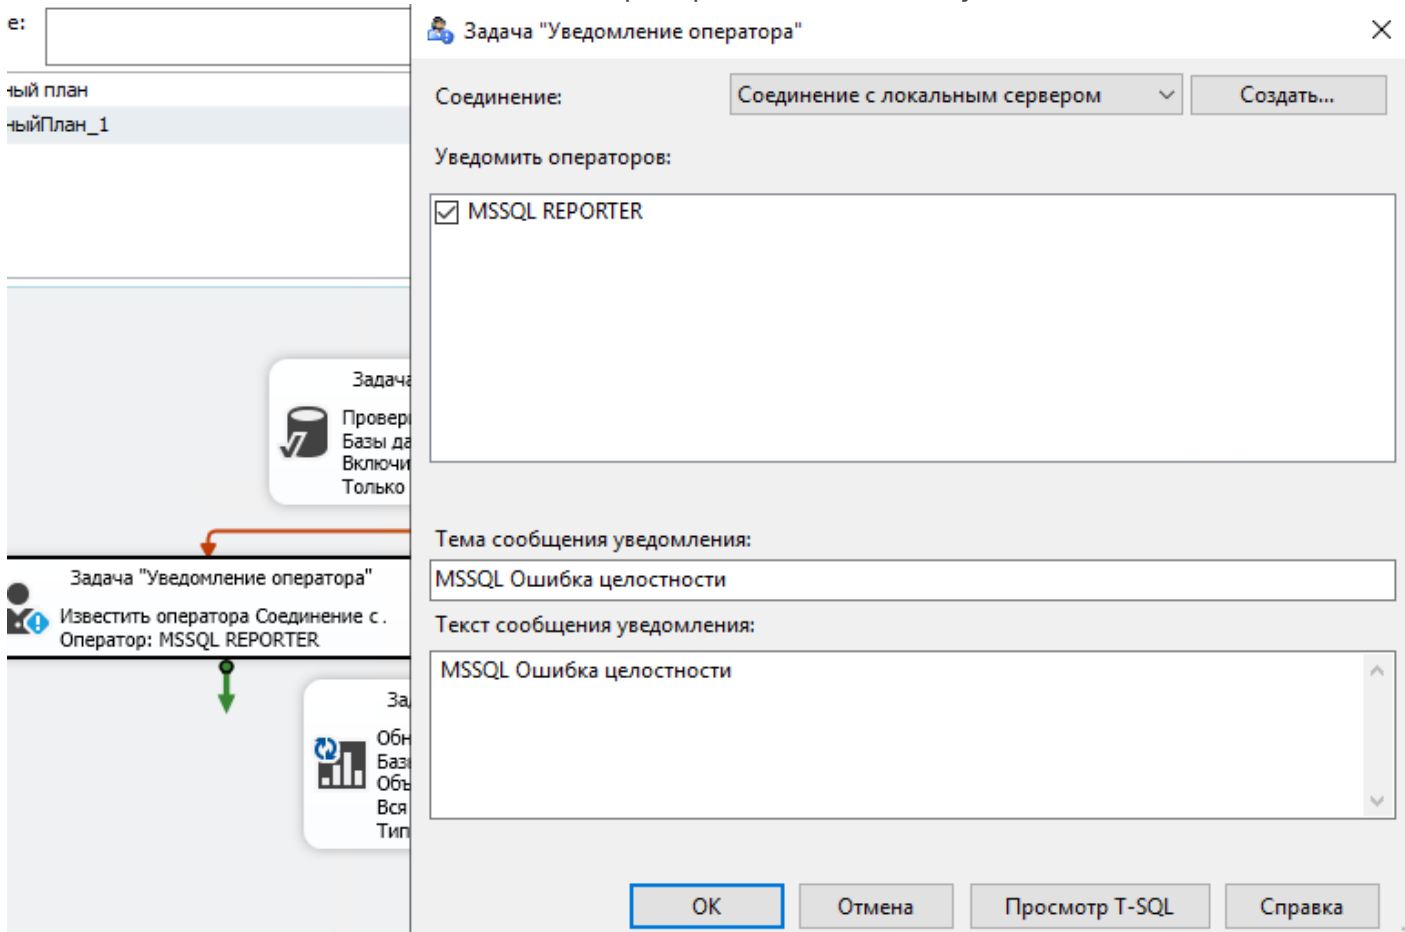 е:
ный план
ныйПлан_1
Задача "Уведомление оператора"
Соединение:
Соединение с локальным сервером
Создать...
Уведомить операторов:
MSSQL REPORTER
Тема сообщения уведомления:
MSSQL Ошибка целостности
Текст сообщения уведомления:
MSSQL Ошибка целостности
OK
Отмена
Просмотр T-SQL
Справка
Задача
Провер
Базы да
Включи
Только
Задача "Уведомление оператора"
Известить оператора Соединение с .
Оператор: MSSQL REPORTER
Зад
Обн
Баз
Объ
Вся
Тип